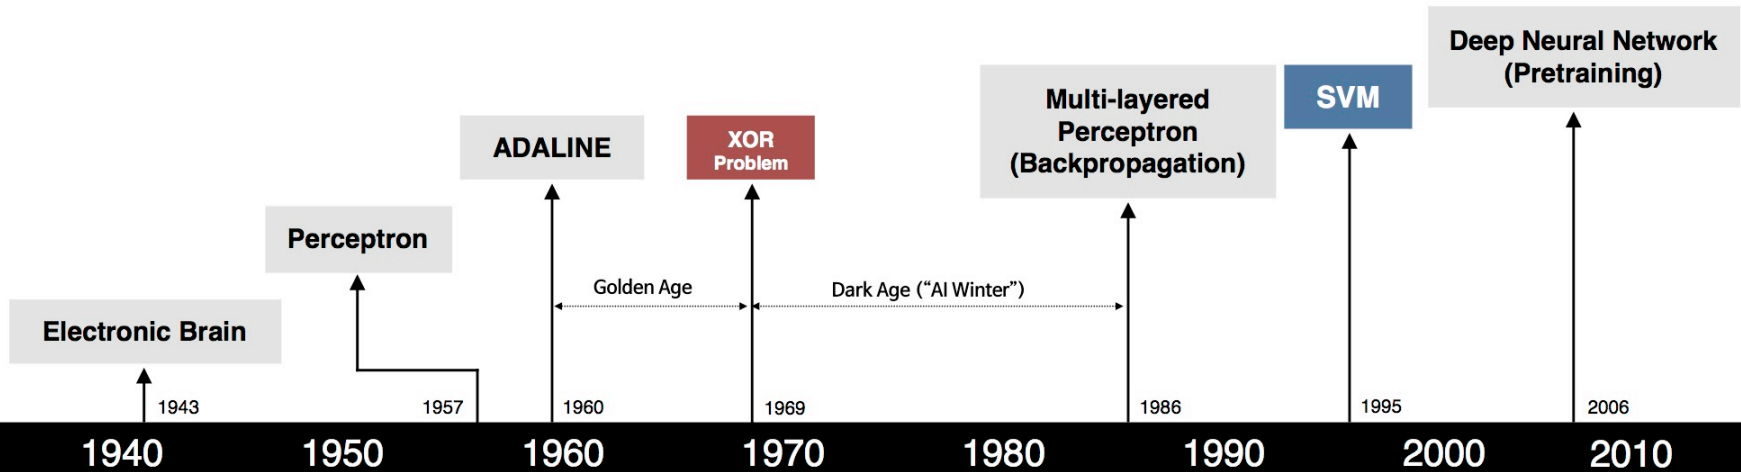 Deep Neural Network
(Pretraining)
Multi-layered
Perceptron
(Backpropagation)
SVM
ADALINE
XOR
Problem
Perceptron
Golden Age
Dark Age (“AI Winter”)
Electronic Brain
1943
1957
1960
1969
1986
1995
2006
1940
1950
1960
1970
1980
1990
2000
2010